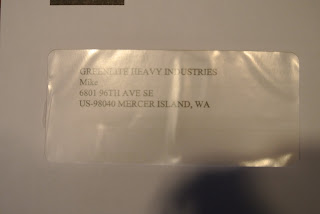 GREENLITE HEAVY INDUSTRIES
Mike
6801 96TH AVE SE
US-98040 MERCER ISLAND, WA